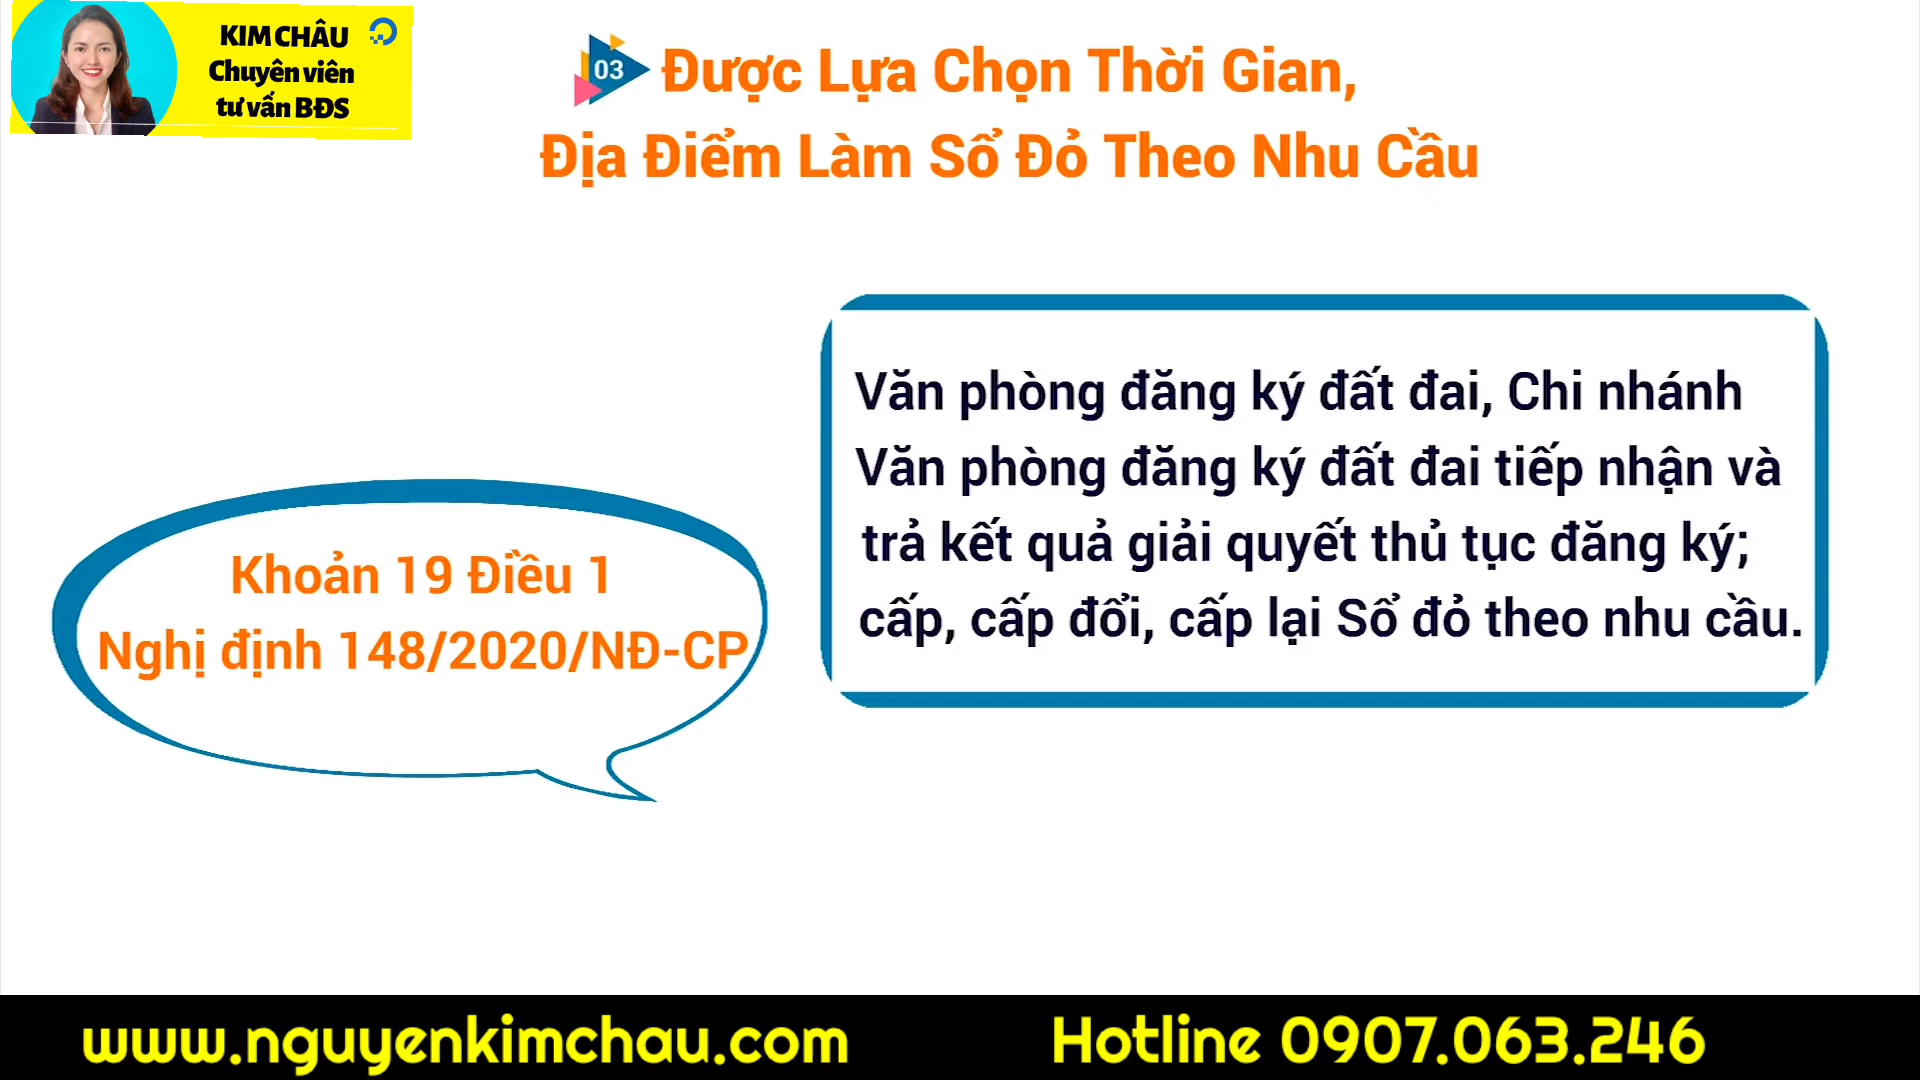 KIM CHÂU
Chuyên viên
tư vấn BĐS
03
Được Lựa Chọn Thời Gian,
Địa Điểm Làm Sổ Đỏ Theo Nhu Cầu
Khoản 19 Điều 1
Nghị định 148/2020/NĐ-CP
Văn phòng đăng ký đất đai, Chi nhánh
Văn phòng đăng ký đất đai tiếp nhận và
trả kết quả giải quyết thủ tục đăng ký;
cấp, cấp đổi, cấp lại Sổ đỏ theo nhu cầu.
www.nguyenkimchau.com
Hotline 0907.063.246